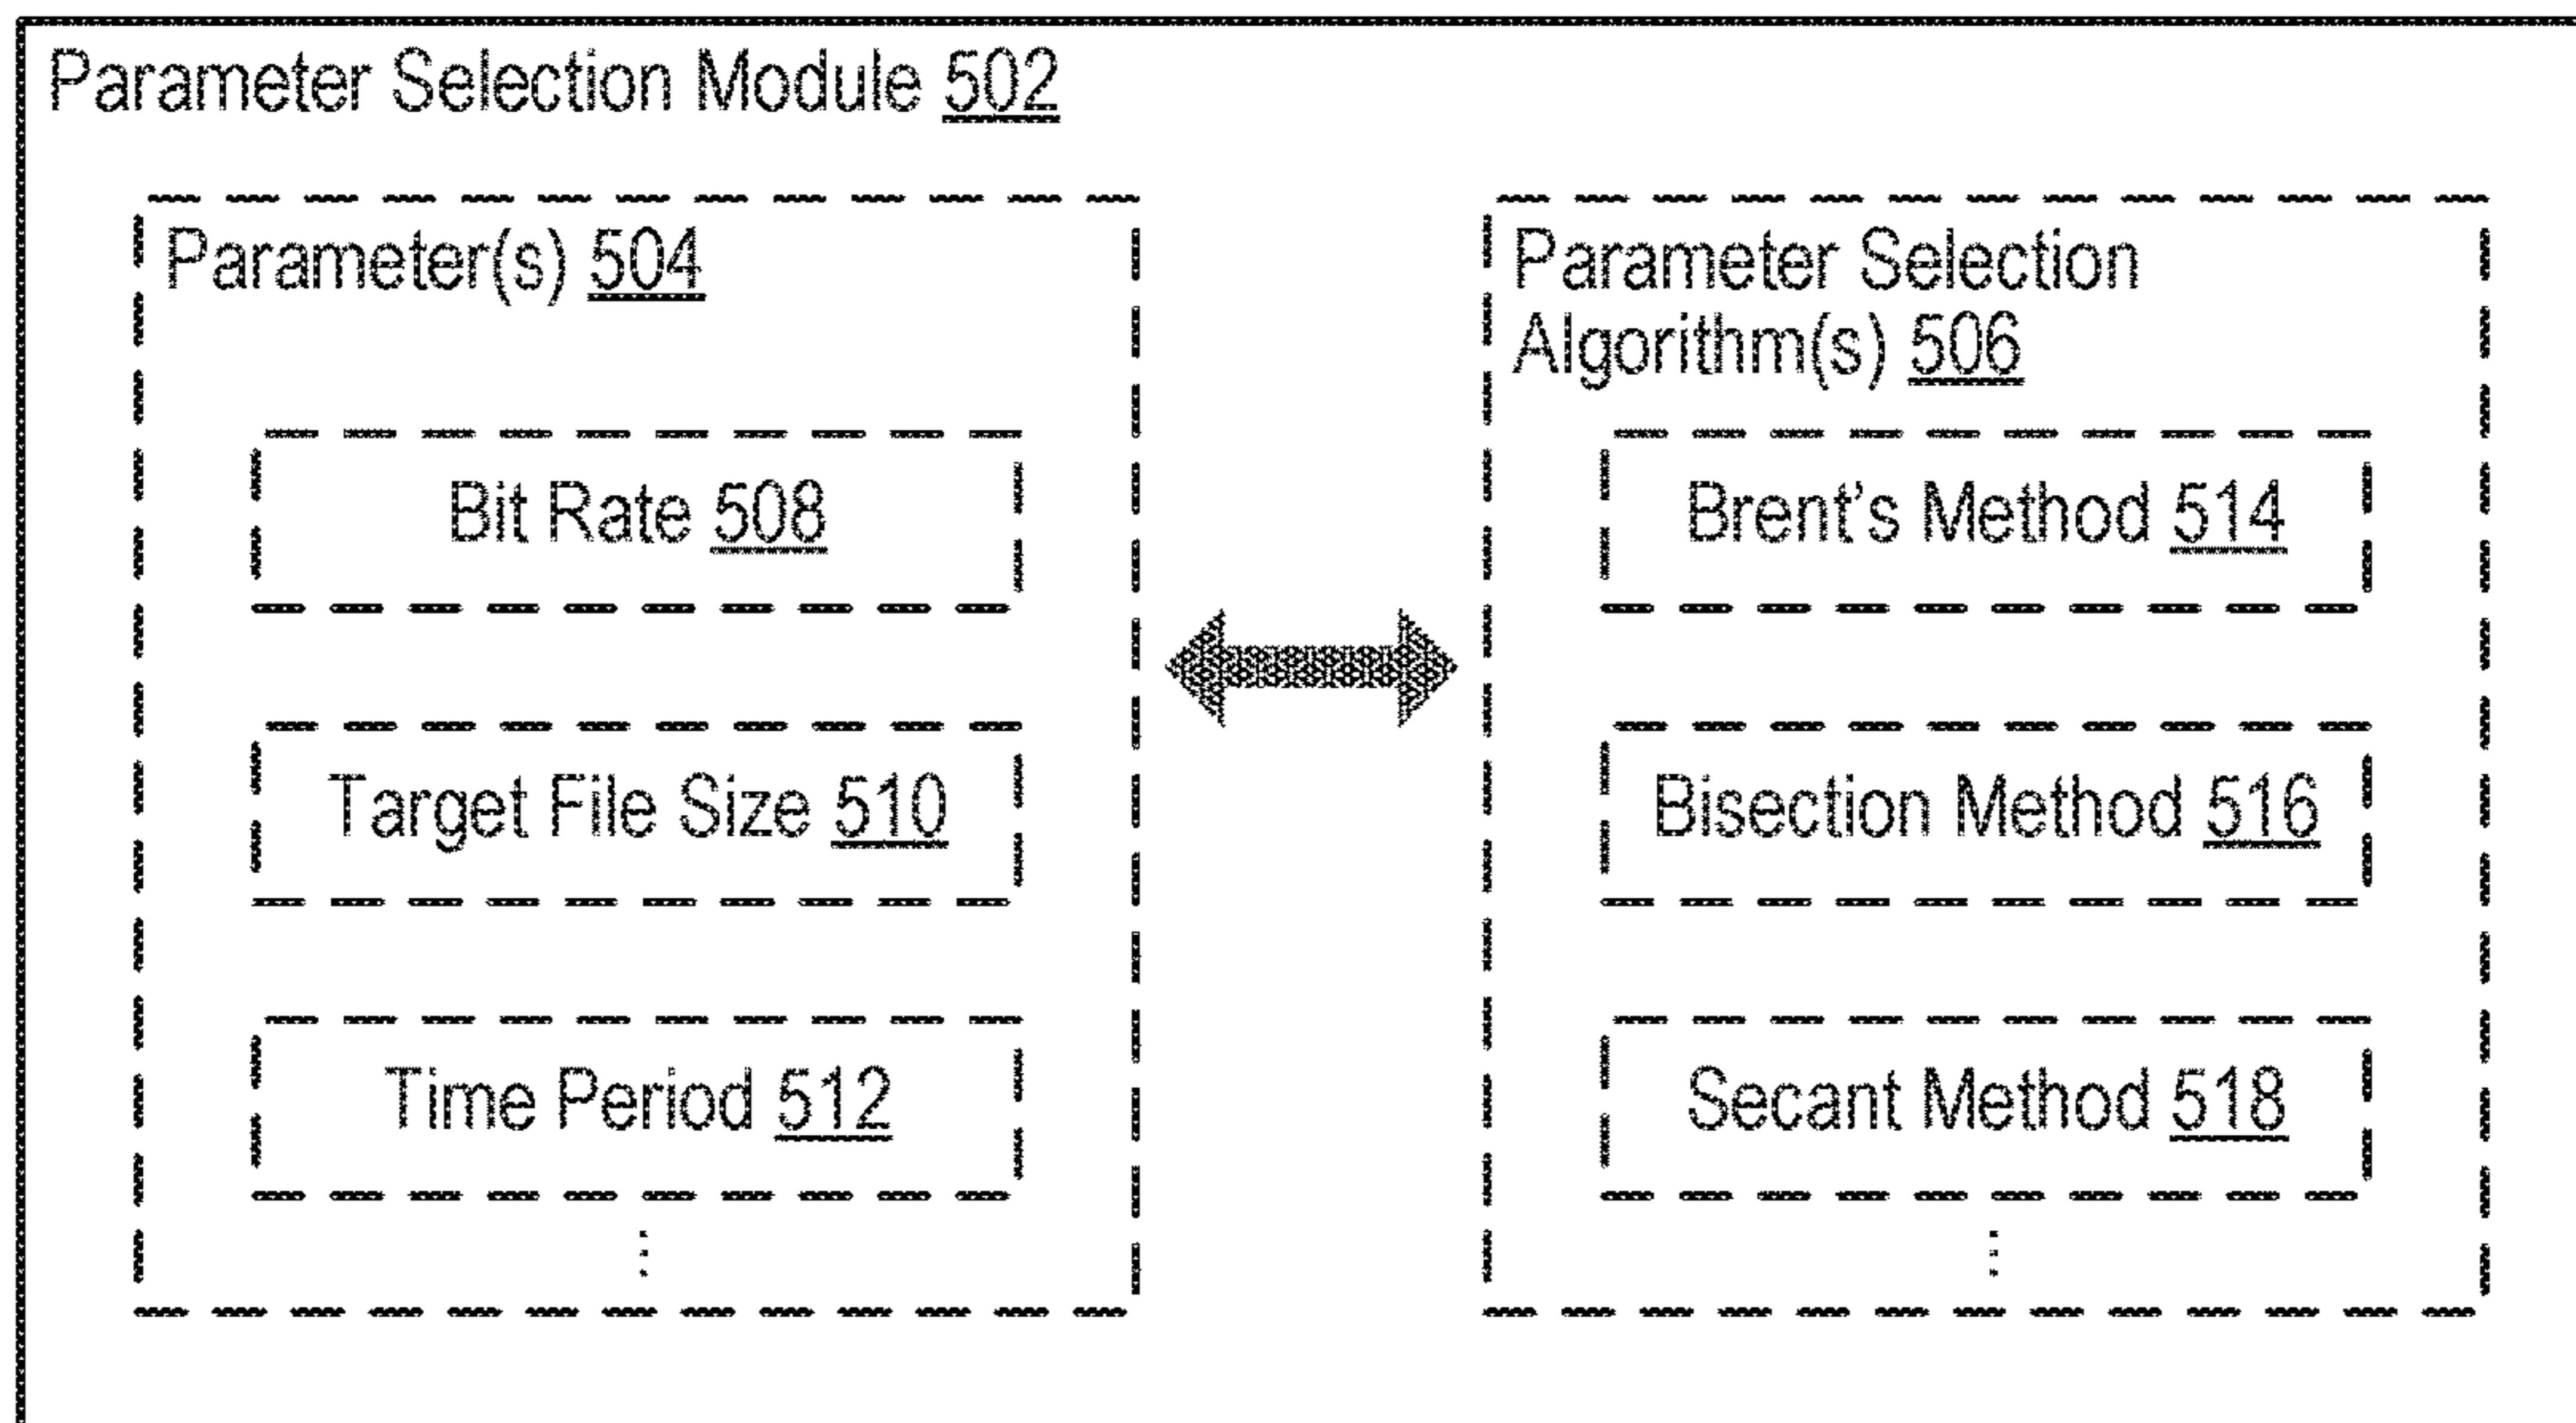 Parameter Selection Module 502
Parameter(s) 504
Bit Rate 508
Target File Size 510
Time Period 512
⋮
Parameter Selection
Algorithm(s) 506
Brent's Method 514
Bisection Method 516
Secant Method 518
⋮